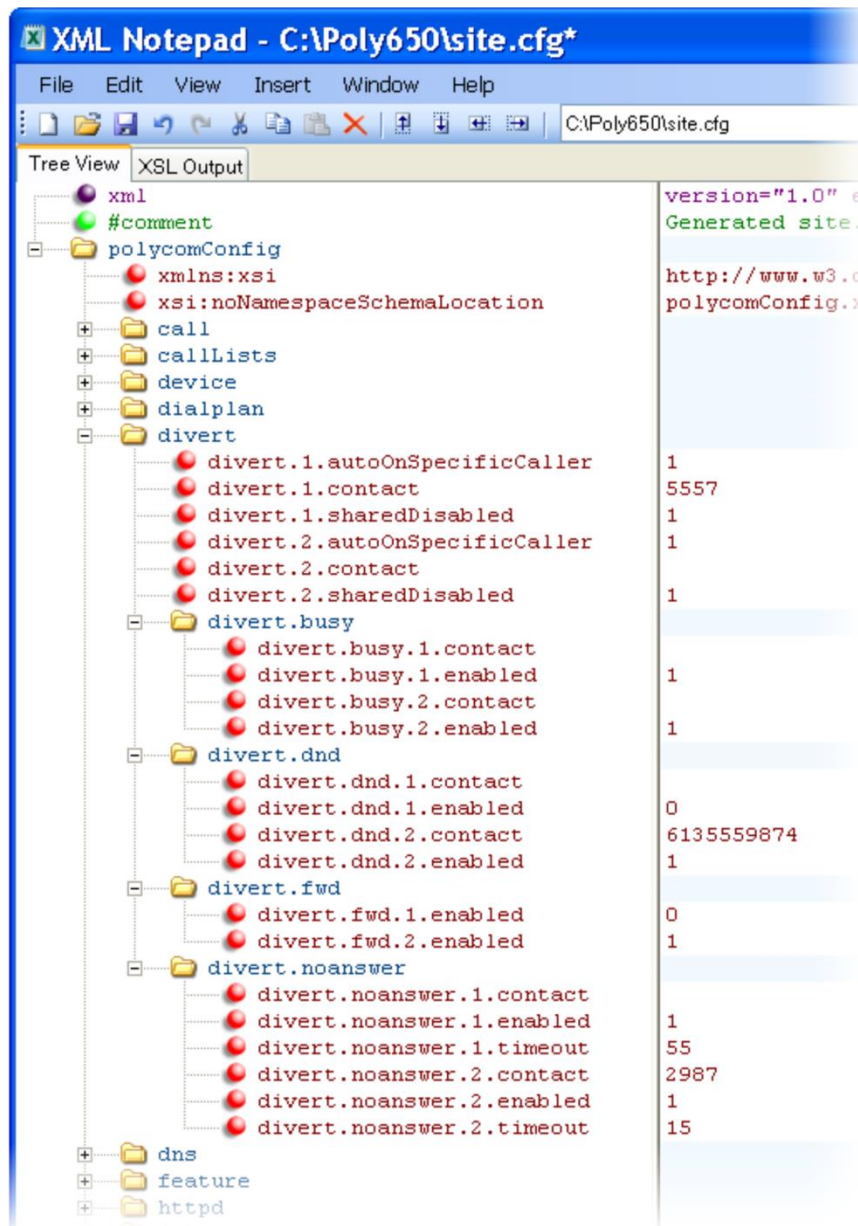 XML Notepad - C:\Poly650\site.cfg*
File Edit View Insert Window Help
C:\Poly650\site.cfg
Tree View XSL Output
xml version="1.0"
#comment Generated site.
polycomConfig
xmlns:xsi http://www.w3.
xsi:noNamespaceSchemaLocation polycomConfig.
call
callLists
device
dialplan
divert
divert.1.autoOnSpecificCaller 1
divert.1.contact 5557
divert.1.sharedDisabled 1
divert.2.autoOnSpecificCaller 1
divert.2.contact
divert.2.sharedDisabled 1
divert.busy
divert.busy.1.contact
divert.busy.1.enabled 1
divert.busy.2.contact
divert.busy.2.enabled 1
divert.dnd
divert.dnd.1.contact
divert.dnd.1.enabled 0
divert.dnd.2.contact 6135559874
divert.dnd.2.enabled 1
divert.fwd
divert.fwd.1.enabled 0
divert.fwd.2.enabled 1
divert.noanswer
divert.noanswer.1.contact
divert.noanswer.1.enabled 1
divert.noanswer.1.timeout 55
divert.noanswer.2.contact 2987
divert.noanswer.2.enabled 1
divert.noanswer.2.timeout 15
dns
feature
httpd